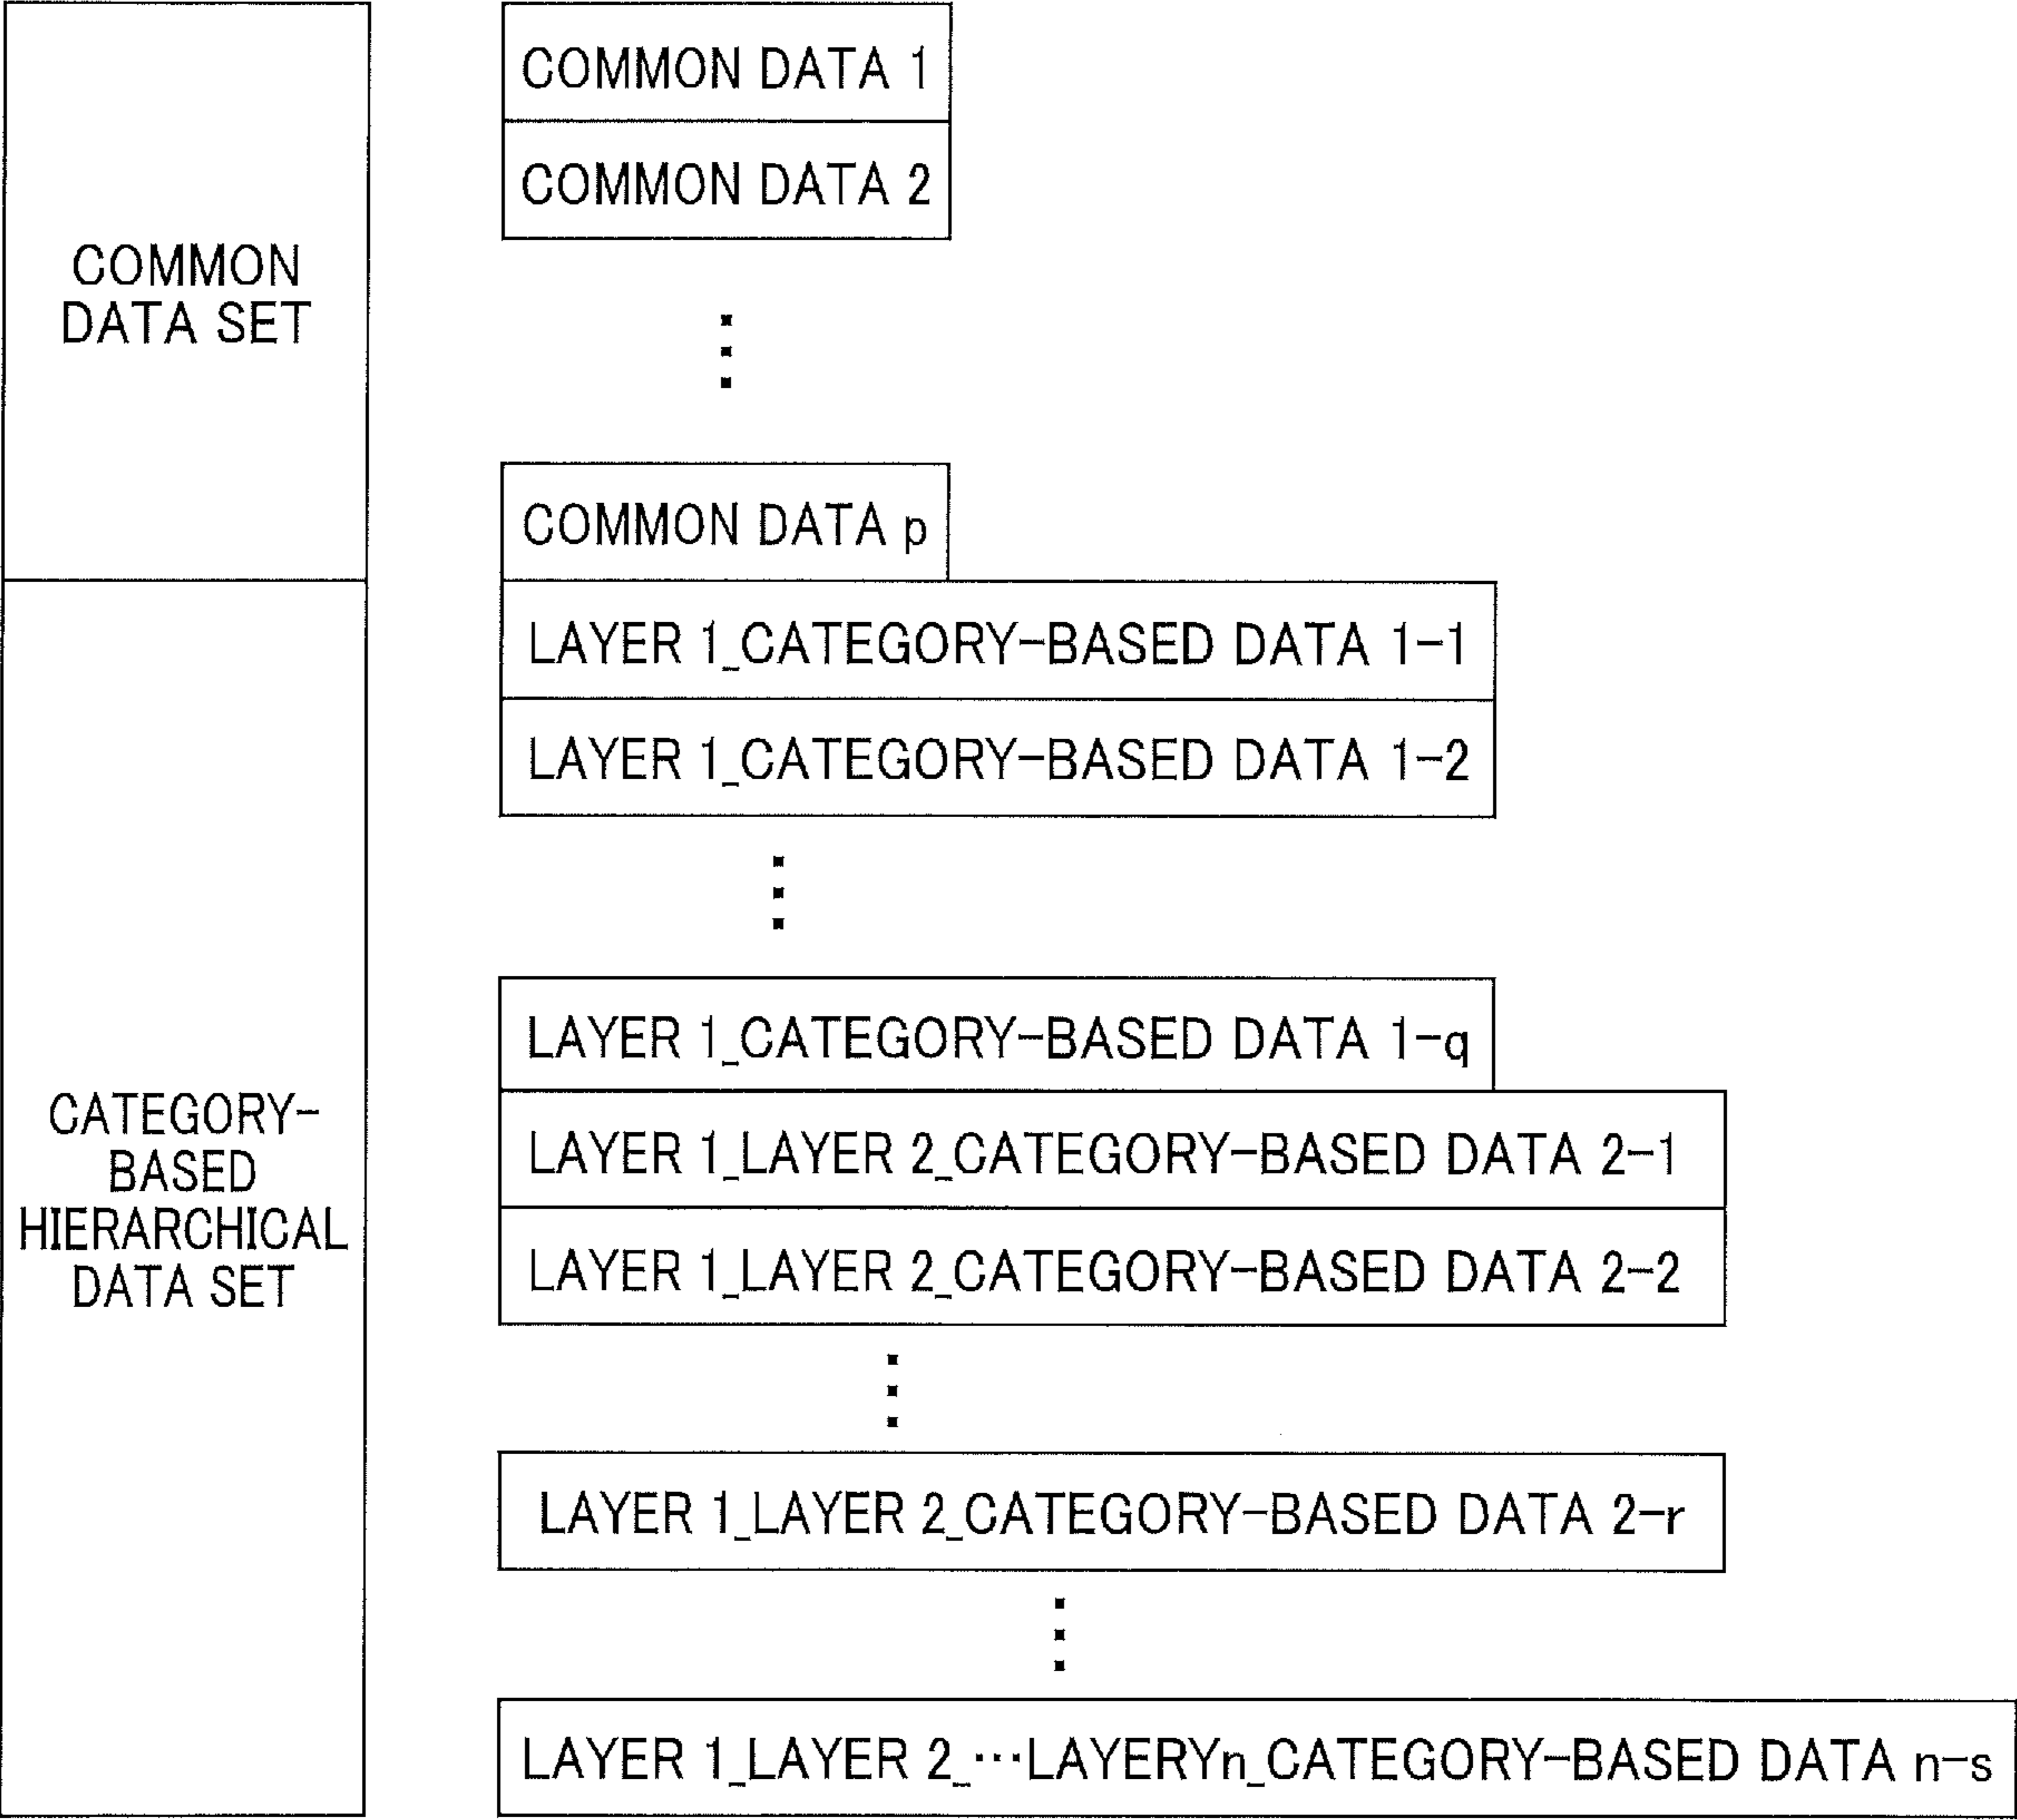 COMMON
DATA SET
COMMON DATA 1
COMMON DATA 2
COMMON DATA p
CATEGORY-
BASED
HIERARCHICAL
DATA SET
LAYER 1_CATEGORY-BASED DATA 1-1
LAYER 1_CATEGORY-BASED DATA 1-2
LAYER 1_CATEGORY-BASED DATA 1-q
LAYER 1_LAYER 2_CATEGORY-BASED DATA 2-1
LAYER 1_LAYER 2_CATEGORY-BASED DATA 2-2
LAYER 1_LAYER 2_CATEGORY-BASED DATA 2-r
LAYER 1_LAYER 2_···LAYERYn_CATEGORY-BASED DATA n-s